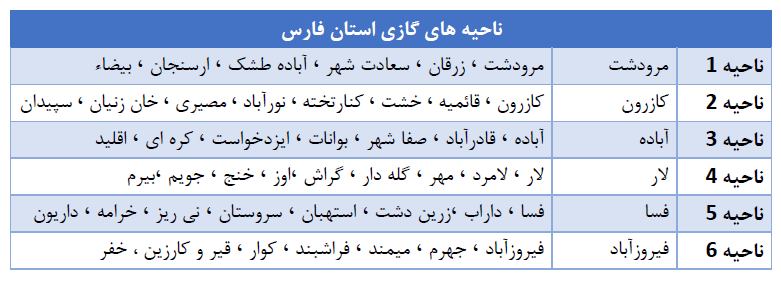 ناحیه های گازی استان فارس
ناحیه 1 مرودشت مرودشت ، زرقان ، سعادت شهر ، آباده طشک ، ارسنجان ، بیضاء
ناحیه 2 کازرون کازرون ، قائمیه ، خشت ، کنارتخته ، نورآباد ، مصیری ، خان زنیان ، سپیدان
ناحیه 3 آباده آباده ، قادرآباد ، صفا شهر ، بوانات ، ایزدخواست ، کره ای ، اقلید
ناحیه 4 لار لار ، لامرد ، مهر ، گله دار ، گراش ،اوز ، خنج ، جویم ،بیرم
ناحیه 5 فسا فسا ، داراب ،زرین دشت ، استهبان ، سروستان ، نی ریز ، خرامه ، داریون
ناحیه 6 فیروزآباد فیروزآباد ، جهرم ، میمند ، فراشبند ، کوار ، قیر و کارزین ، خفر